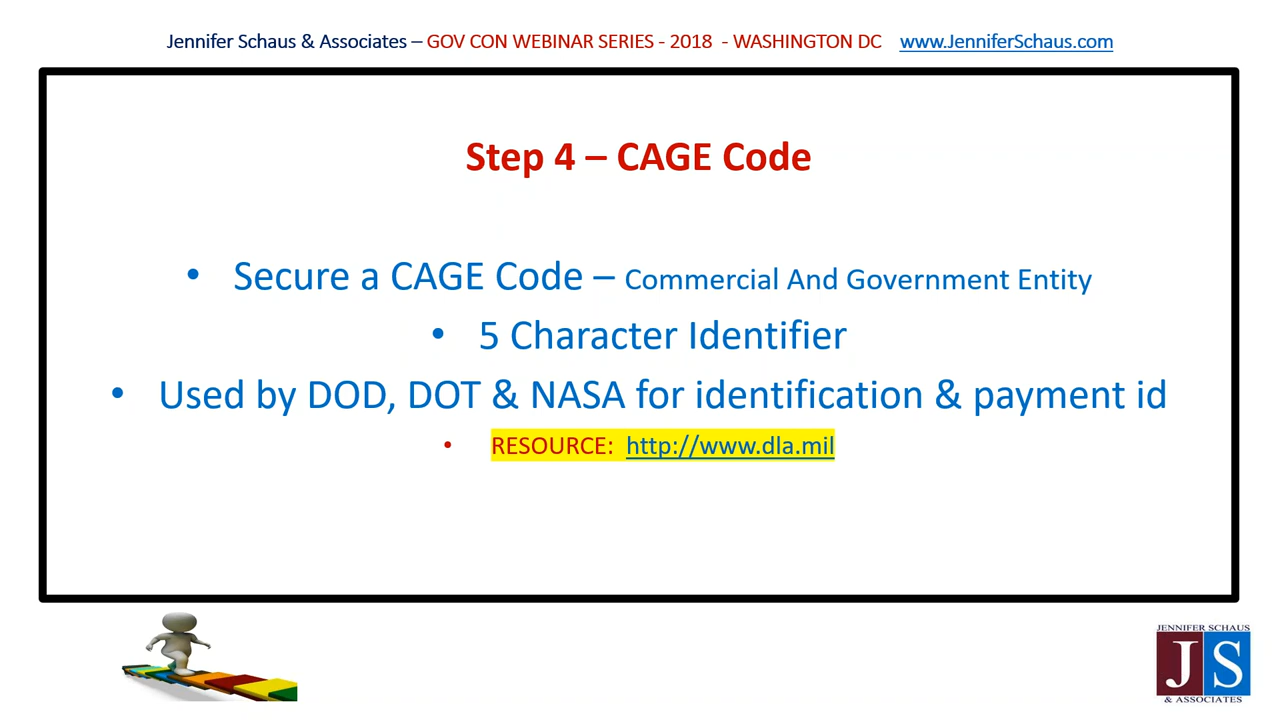 Jennifer Schaus & Associates – GOV CON WEBINAR SERIES - 2018 - WASHINGTON DC www.JenniferSchaus.com
Step 4 – CAGE Code
• Secure a CAGE Code – Commercial And Government Entity
• 5 Character Identifier
• Used by DOD, DOT & NASA for identification & payment id
• RESOURCE: http://www.dla.mil
JENNIFER SCHAUS
JS
& ASSOCIATES